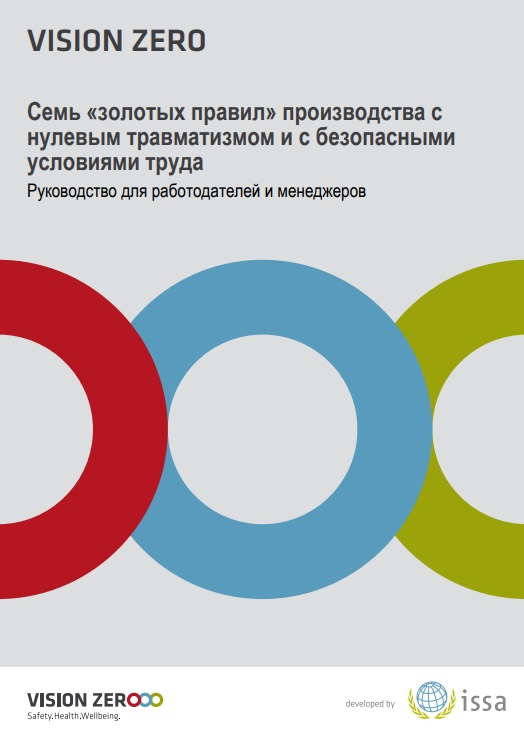 VISION ZERO
Семь «золотых правил» производства с
нулевым травматизмом и с безопасными
условиями труда
Руководство для работодателей и менеджеров
VISION ZERO
Safety.Health.Wellbeing.
developed by
issa